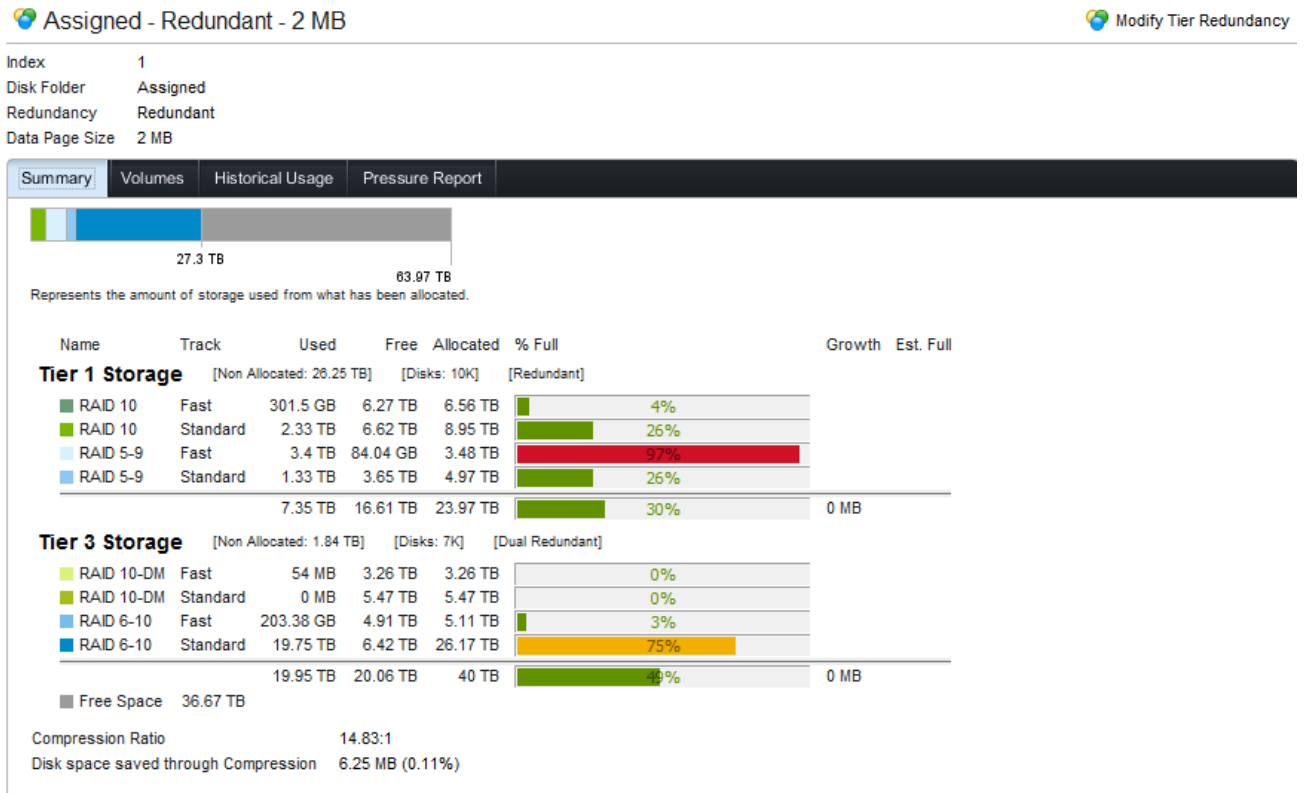 Assigned - Redundant - 2 MB Modify Tier Redundancy
Index 1
Disk Folder Assigned
Redundancy Redundant
Data Page Size 2 MB
Summary Volumes Historical Usage Pressure Report
27.3 TB
63.97 TB
Represents the amount of storage used from what has been allocated.
Name Track Used Free Allocated % Full Growth Est. Full
Tier 1 Storage [Non Allocated: 26.25 TB] [Disks: 10K] [Redundant]
RAID 10 Fast 301.5 GB 6.27 TB 6.56 TB 4%
RAID 10 Standard 2.33 TB 6.62 TB 8.95 TB 26%
RAID 5-9 Fast 3.4 TB 84.04 GB 3.48 TB 97%
RAID 5-9 Standard 1.33 TB 3.65 TB 4.97 TB 26%
7.35 TB 16.61 TB 23.97 TB 30% 0 MB
Tier 3 Storage [Non Allocated: 1.84 TB] [Disks: 7K] [Dual Redundant]
RAID 10-DM Fast 54 MB 3.26 TB 3.26 TB 0%
RAID 10-DM Standard 0 MB 5.47 TB 5.47 TB 0%
RAID 6-10 Fast 203.38 GB 4.91 TB 5.11 TB 3%
RAID 6-10 Standard 19.75 TB 6.42 TB 26.17 TB 75%
19.95 TB 20.06 TB 40 TB 49% 0 MB
Free Space 36.67 TB
Compression Ratio 14.83:1
Disk space saved through Compression 6.25 MB (0.11%)